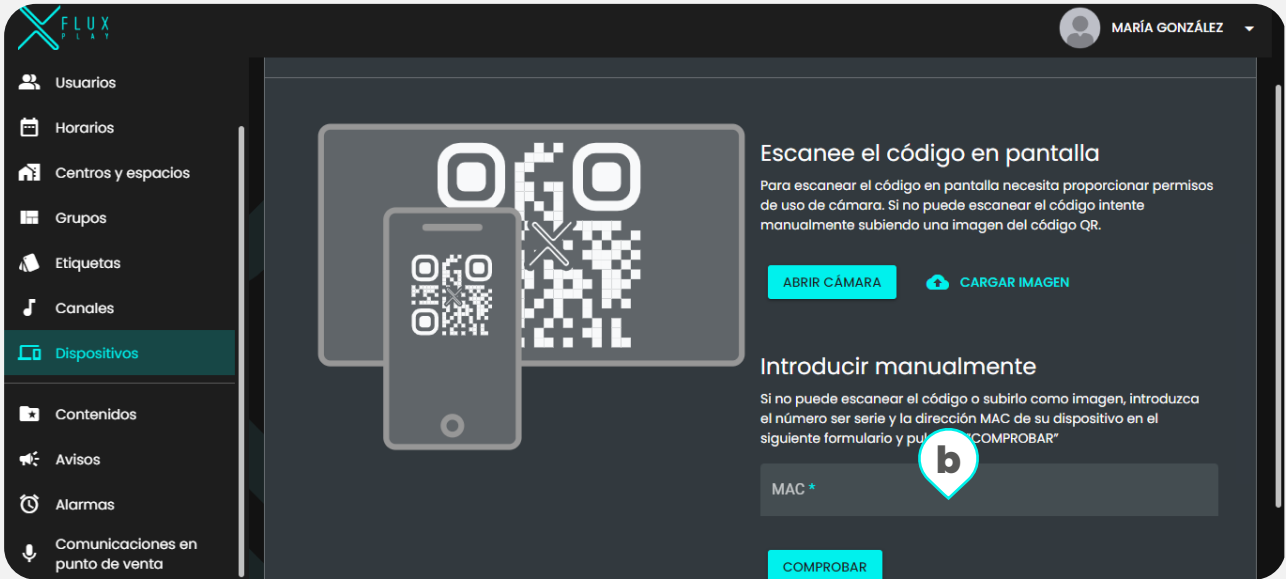 FLUX
PLAY
MARÍA GONZÁLEZ
Usuarios
Horarios
Centros y espacios
Grupos
Etiquetas
Canales
Dispositivos
Contenidos
Avisos
Alarmas
Comunicaciones en
punto de venta
Escanee el código en pantalla
Para escanear el código en pantalla necesita proporcionar permisos
de uso de cámara. Si no puede escanear el código intente
manualmente subiendo una imagen del código QR.
ABRIR CÁMARA
CARGAR IMAGEN
Introducir manualmente
Si no puede escanear el código o subirlo como imagen, introduzca
el número ser serie y la dirección MAC de su dispositivo en el
siguiente formulario y "COMPROBAR"
b
MAC *
COMPROBAR